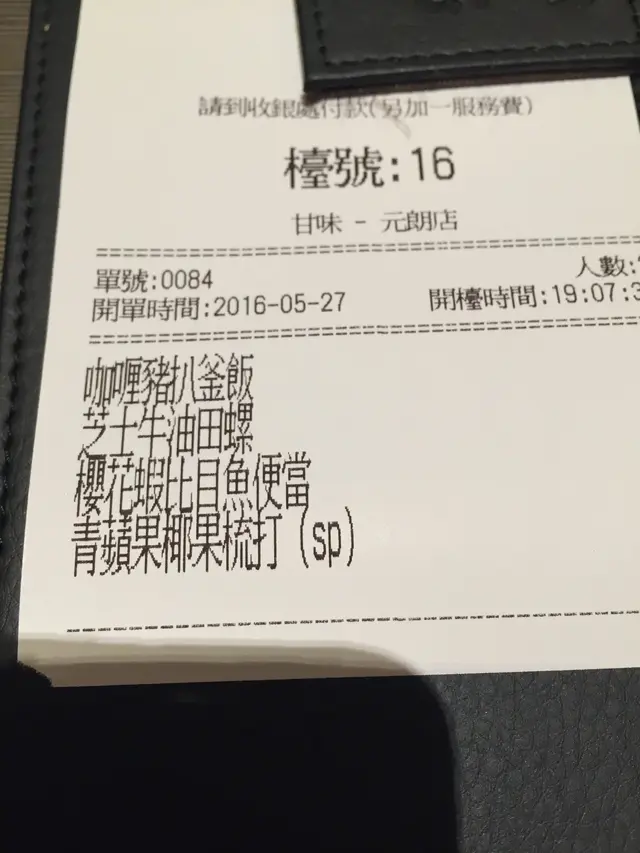 請到收銀處付款(另加一服務費)
檯號:16
甘味 - 元朗店
單號:0084
人數:
開單時間:2016-05-27
開檯時間:19:07:3
咖喱豬扒釜飯
芝士牛油田螺
櫻花蝦比目魚便當
青蘋果椰果梳打(sp)